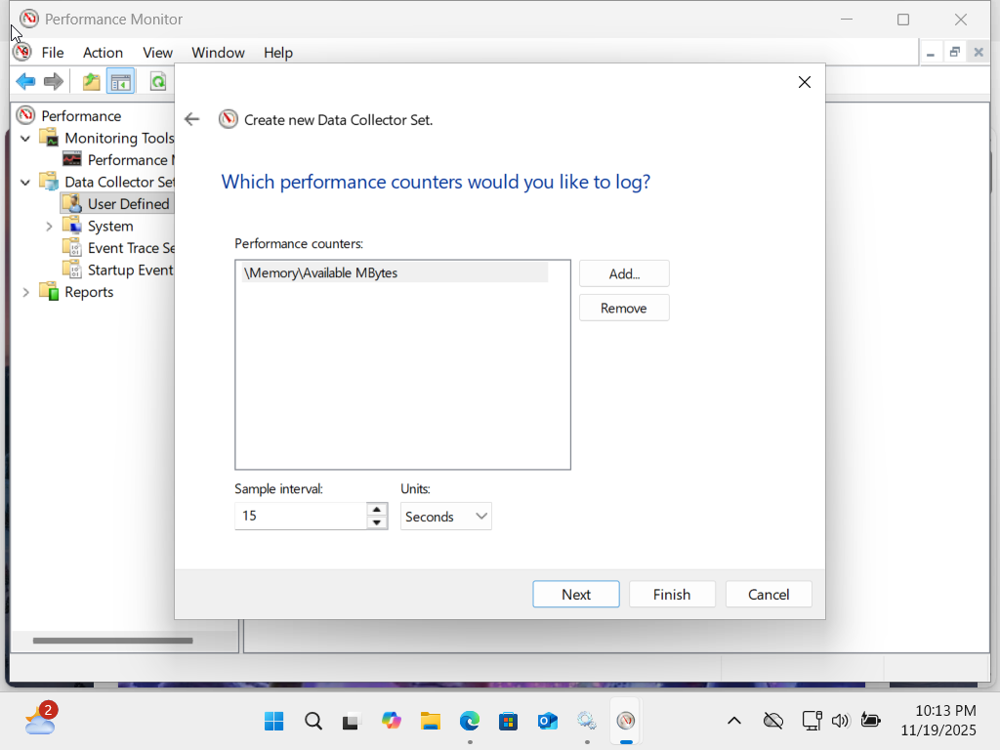 Performance Monitor
File Action View Window Help
Create new Data Collector Set.
Which performance counters would you like to log?
Performance
Monitoring Tools
Performance
Data Collector Set
User Defined
System
Event Trace Se
Startup Event
Reports
Performance counters:
\Memory\Available MBytes
Add...
Remove
Sample interval:
Units:
15
Seconds
Next
Finish
Cancel
2
10:13 PM
11/19/2025